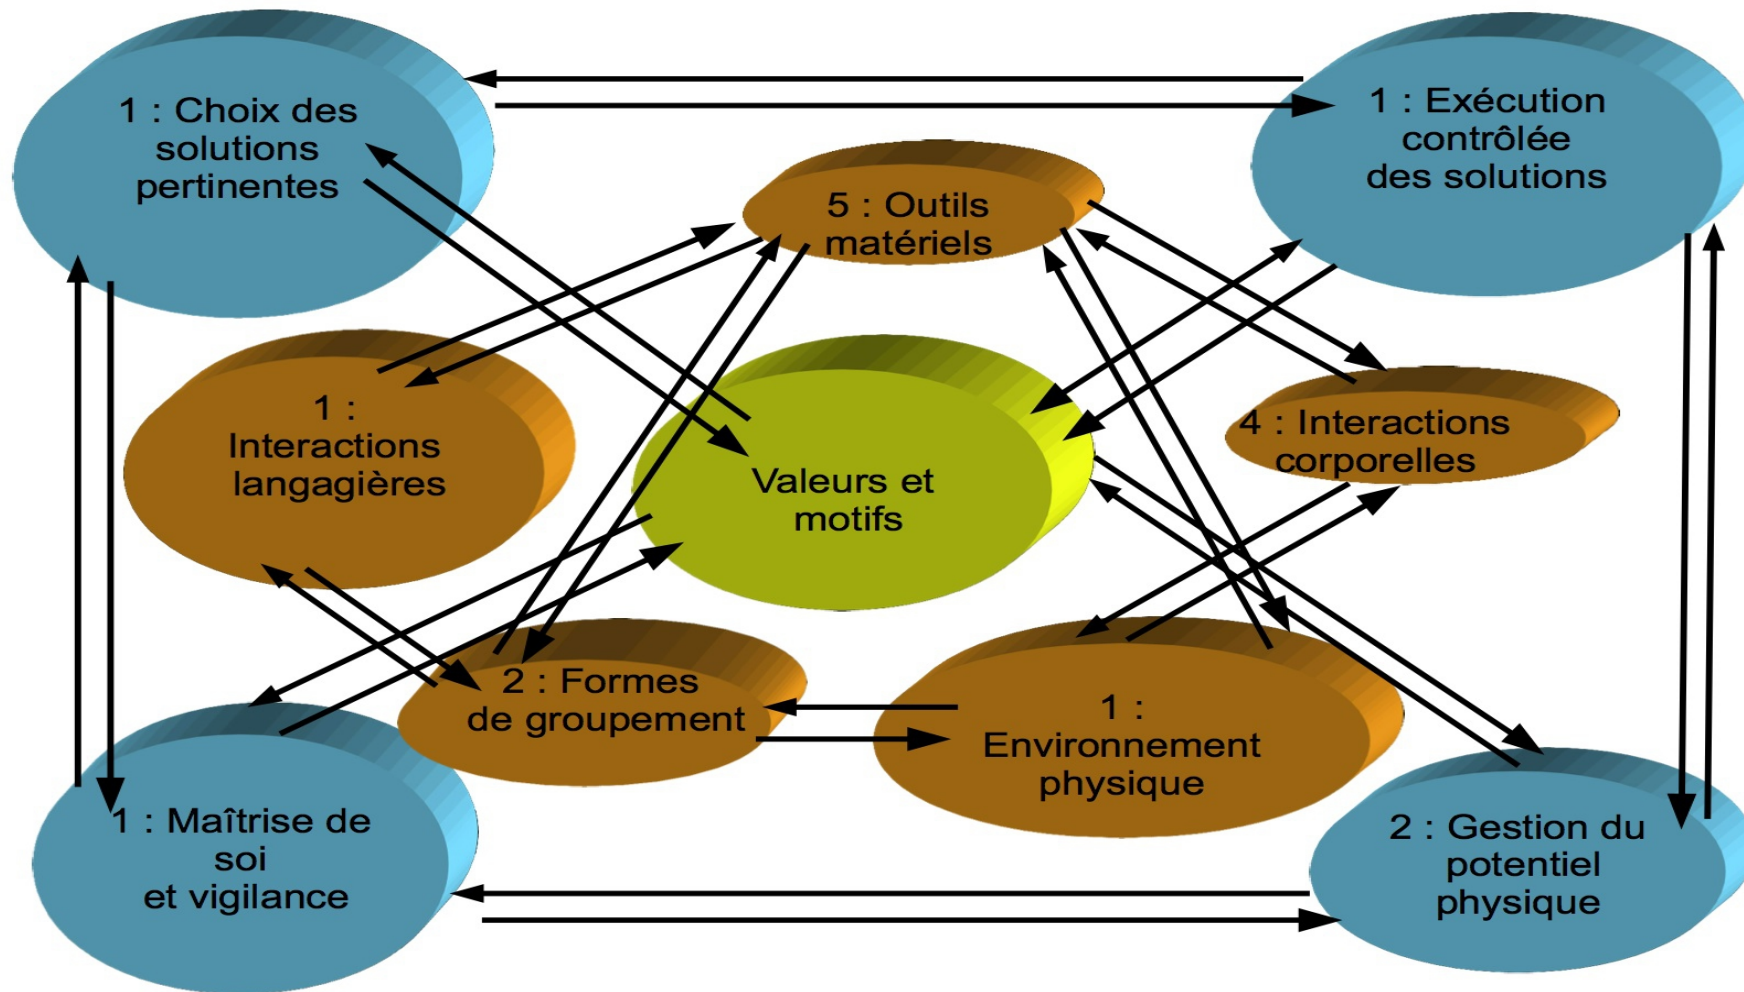 1 : Choix des
solutions
pertinentes
1 : Exécution
contrôlée
des solutions
5 : Outils
matériels
1 :
Interactions
langagières
Valeurs et
motifs
4 : Interactions
corporelles
2 : Formes
de groupement
1 :
Environnement
physique
1 : Maîtrise de
soi
et vigilance
2 : Gestion du
potentiel
physique